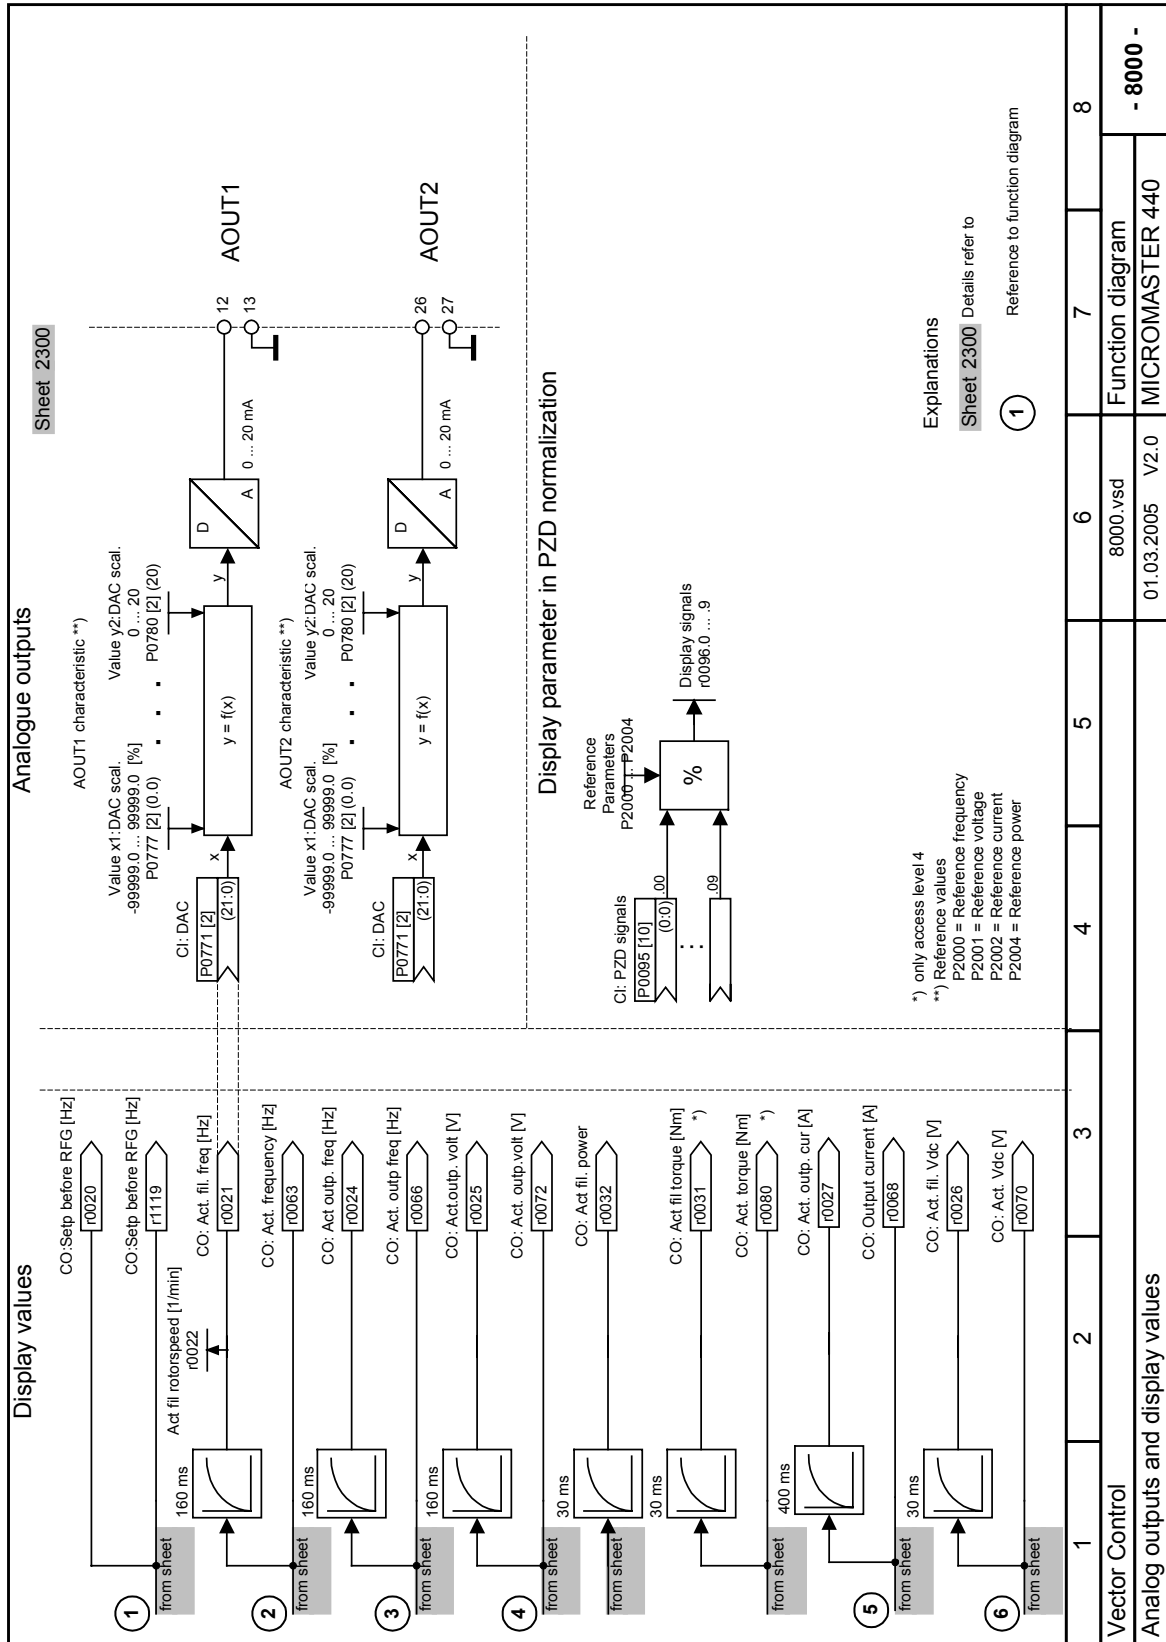 Display values
Analogue outputs
Sheet 2300
CO:Setp before RFG [Hz]
r0020
CO:Setp before RFG [Hz]
r1119
1
from sheet
Act fil rotorspeed [1/min]
r0022
160 ms
CO: Act. fil. freq [Hz]
r0021
CO: Act. frequency [Hz]
r0063
2
from sheet
160 ms
CO: Act outp. freq [Hz]
r0024
CO: Act. outp freq [Hz]
r0066
3
from sheet
160 ms
CO: Act.outp. volt [V]
r0025
CO: Act. outp.volt [V]
r0072
4
from sheet
30 ms
CO: Act fil. power
r0032
from sheet
30 ms
CO: Act fil torque [Nm]
r0031
*)
CO: Act. torque [Nm]
r0080
*)
from sheet
400 ms
CO: Act. outp. cur [A]
r0027
CO: Output current [A]
r0068
5
from sheet
30 ms
CO: Act. fil. Vdc [V]
r0026
CO: Act. Vdc [V]
r0070
6
from sheet
AOUT1 characteristic **)
Value x1:DAC scal.
-99999.0 ... 99999.0 [%]
P0777 [2] (0.0)
. . .
Value y2:DAC scal.
0 ... 20
P0780 [2] (20)
CI: DAC
P0771 [2]
(21:0)
x
y = f(x)
y
D
A
0 ... 20 mA
12
13
AOUT1
AOUT2 characteristic **)
Value x1:DAC scal.
-99999.0 ... 99999.0 [%]
P0777 [2] (0.0)
. . .
Value y2:DAC scal.
0 ... 20
P0780 [2] (20)
CI: DAC
P0771 [2]
(21:0)
x
y = f(x)
y
D
A
0 ... 20 mA
26
27
AOUT2
Display parameter in PZD normalization
Reference
Parameters
P2000 ... P2004
CI: PZD signals
P0095 [10]
(0:0)
.00
. . .
.09
%
Display signals
r0096.0 ... .9
*) only access level 4
**) Reference values
P2000 = Reference frequency
P2001 = Reference voltage
P2002 = Reference current
P2004 = Reference power
Explanations
Sheet 2300 Details refer to
1 Reference to function diagram
1 2 3 4 5 6 7 8
Vector Control
8000.vsd
Function diagram
- 8000 -
Analog outputs and display values
01.03.2005 V2.0
MICROMASTER 440